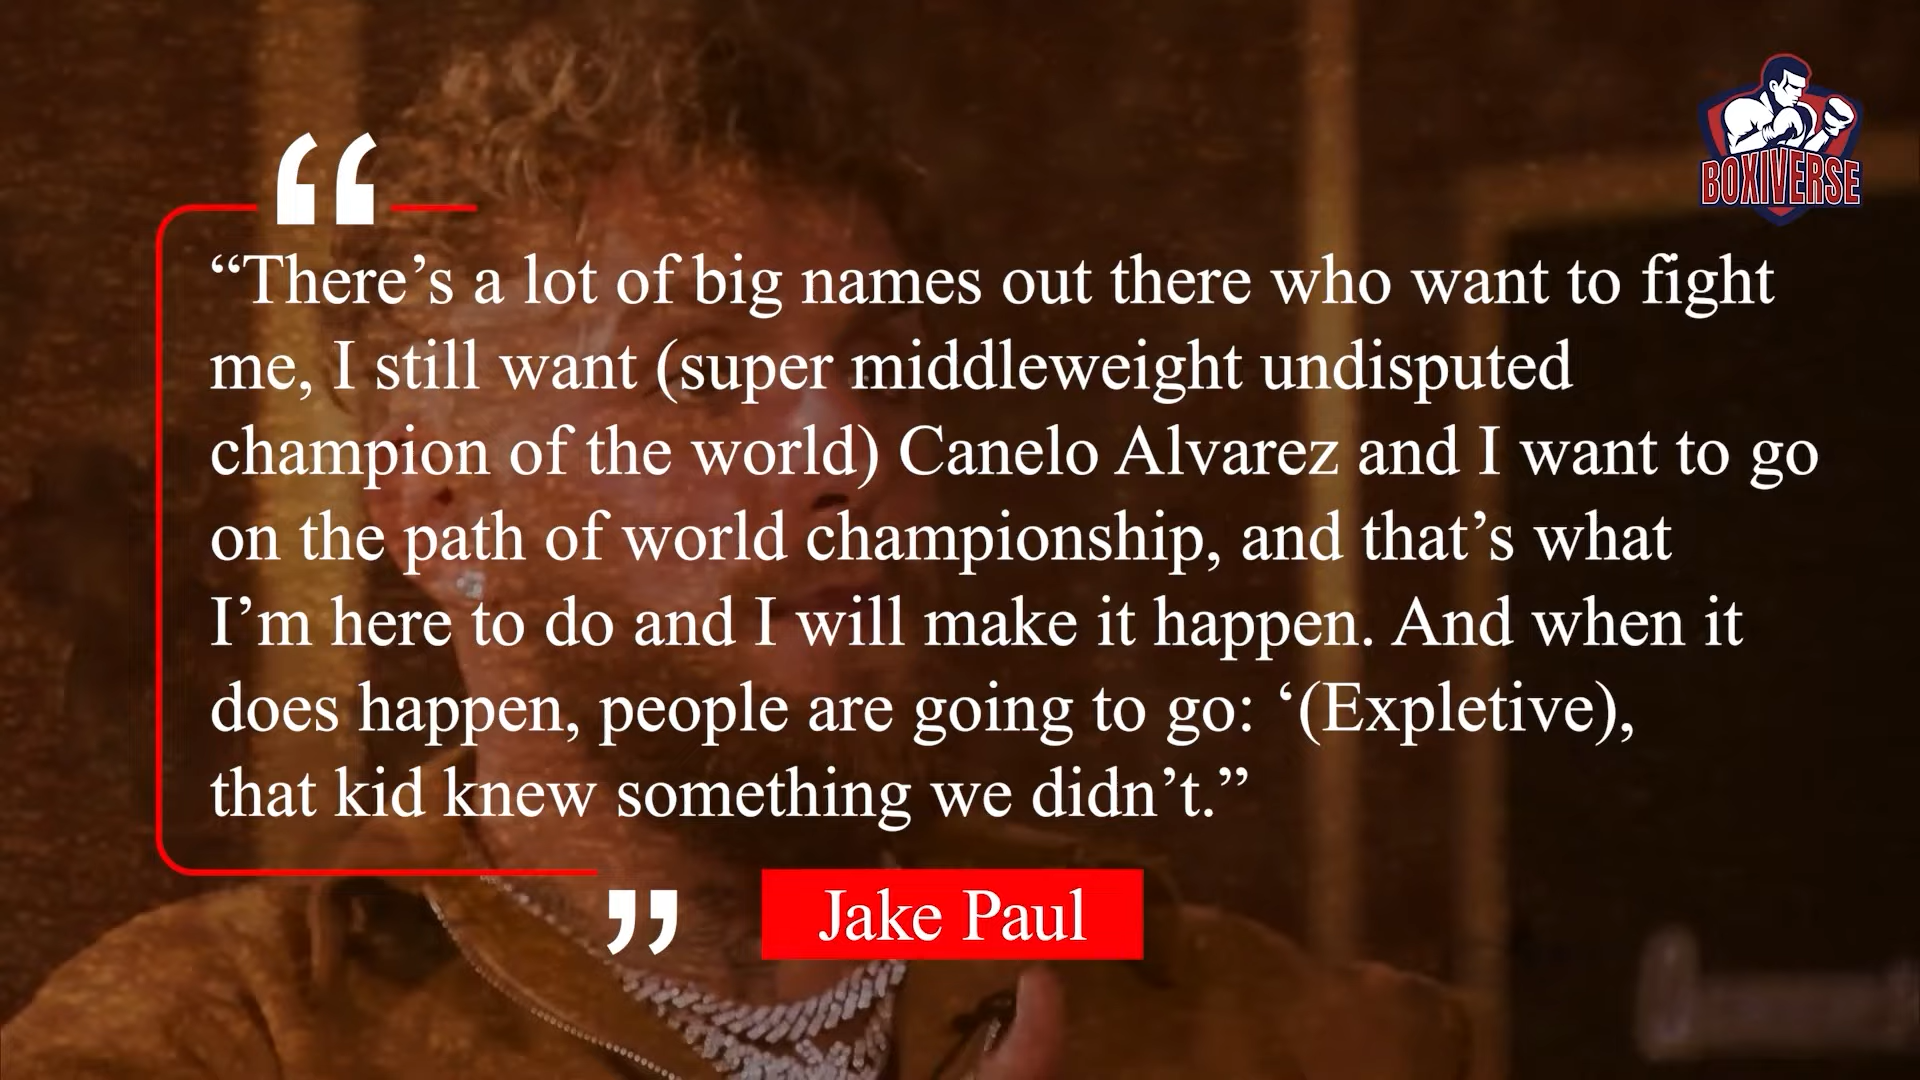 BOXIVERSE
“There’s a lot of big names out there who want to fight
me, I still want (super middleweight undisputed
champion of the world) Canelo Alvarez and I want to go
on the path of world championship, and that’s what
I’m here to do and I will make it happen. And when it
does happen, people are going to go: ‘(Expletive),
that kid knew something we didn’t.”
Jake Paul